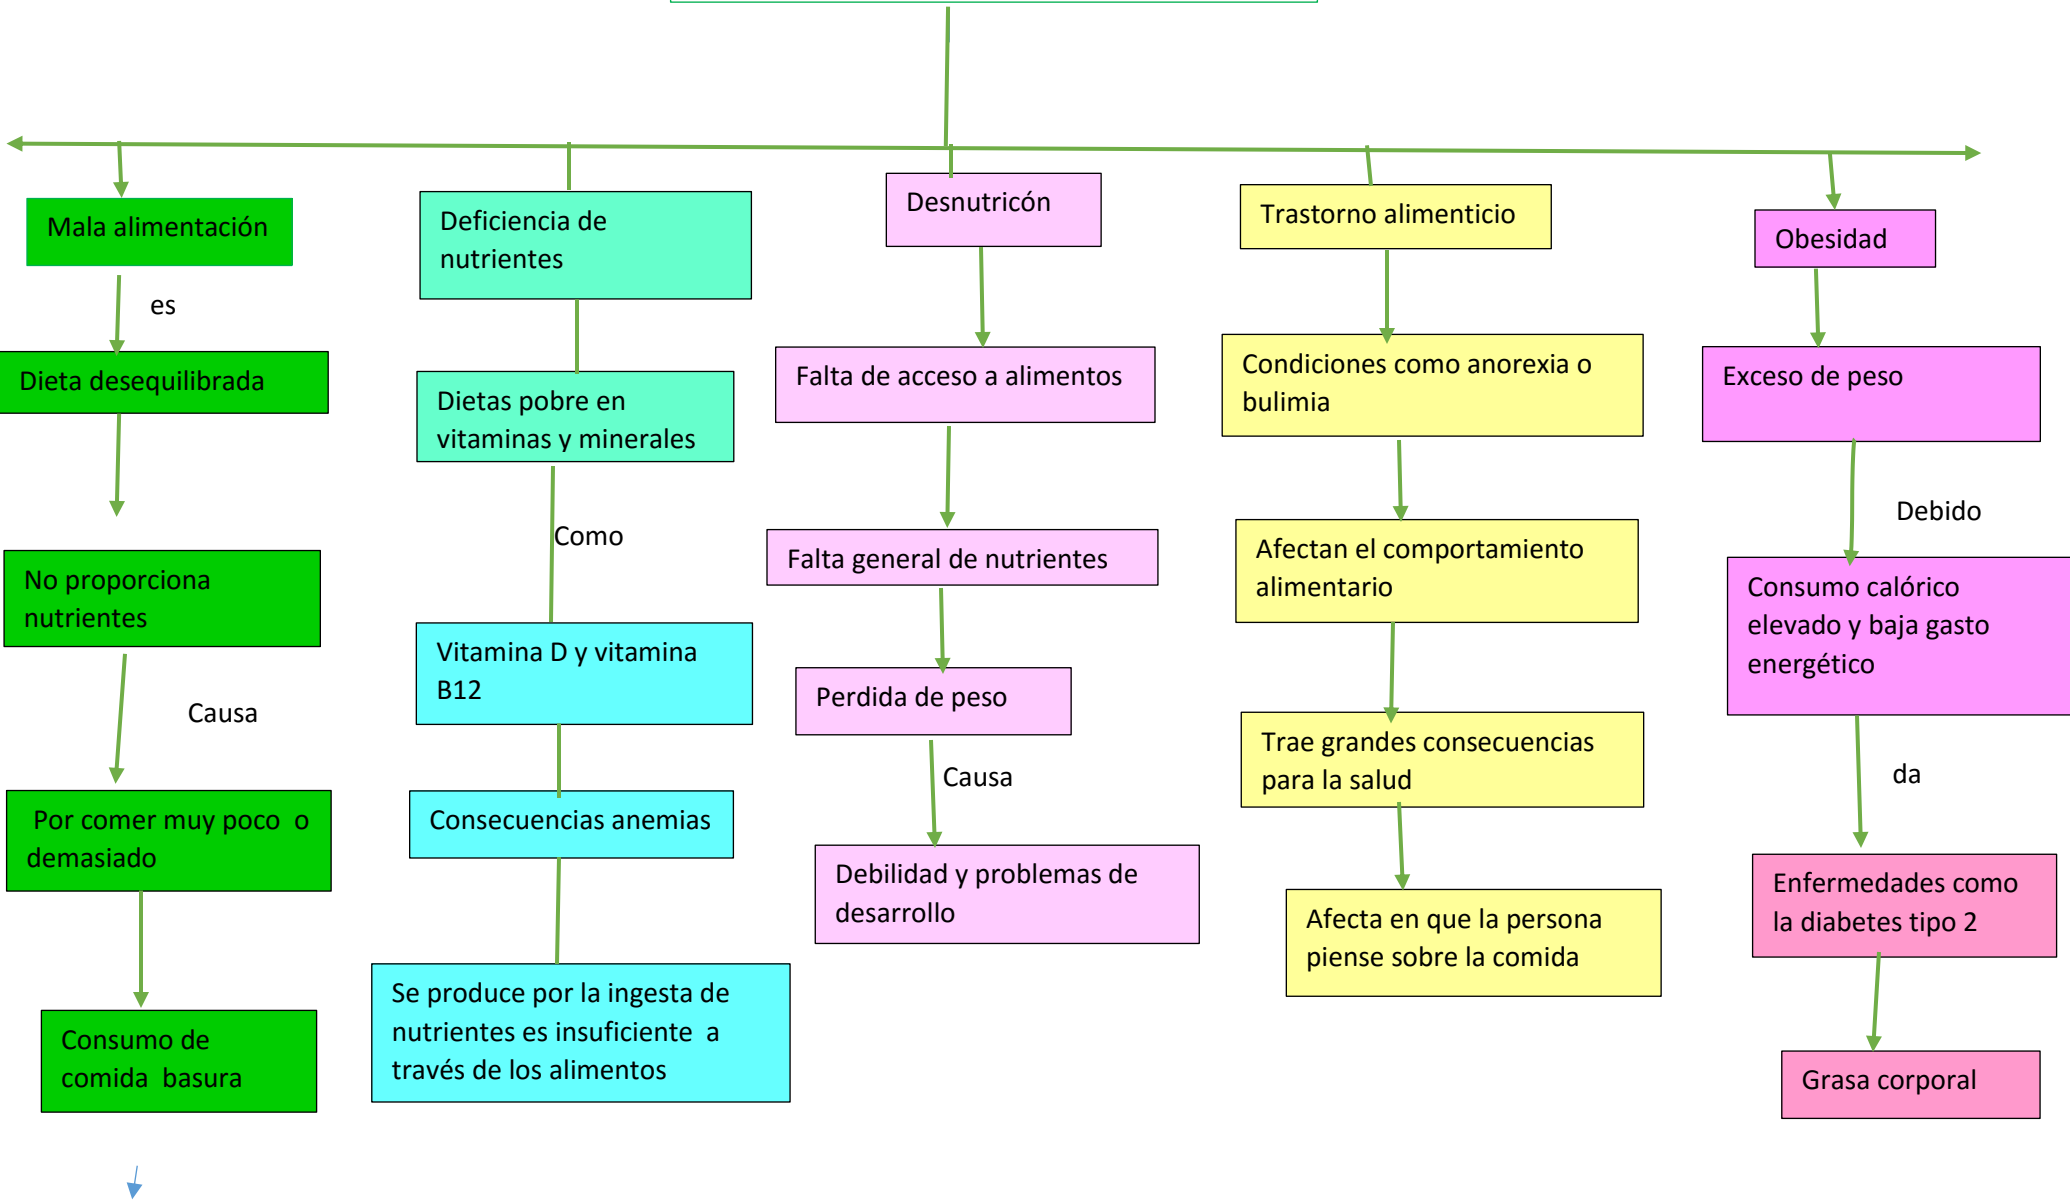 Mala alimentación
es
Dieta desequilibrada
No proporciona
nutrientes
Causa
Por comer muy poco  o
demasiado
Consumo de
comida  basura
Deficiencia de
nutrientes
Dietas pobre en
vitaminas y minerales
Como
Vitamina D y vitamina
B12
Consecuencias anemias
Se produce por la ingesta de
nutrientes es insuficiente  a
través de los alimentos
Desnutricón
Falta de acceso a alimentos
Falta general de nutrientes
Perdida de peso
Causa
Debilidad y problemas de
desarrollo
Trastorno alimenticio
Condiciones como anorexia o
bulimia
Afectan el comportamiento
alimentario
Trae grandes consecuencias
para la salud
Afecta en que la persona
piense sobre la comida
Obesidad
Exceso de peso
Debido
Consumo calórico
elevado y baja gasto
energético
da
Enfermedades como
la diabetes tipo 2
Grasa corporal